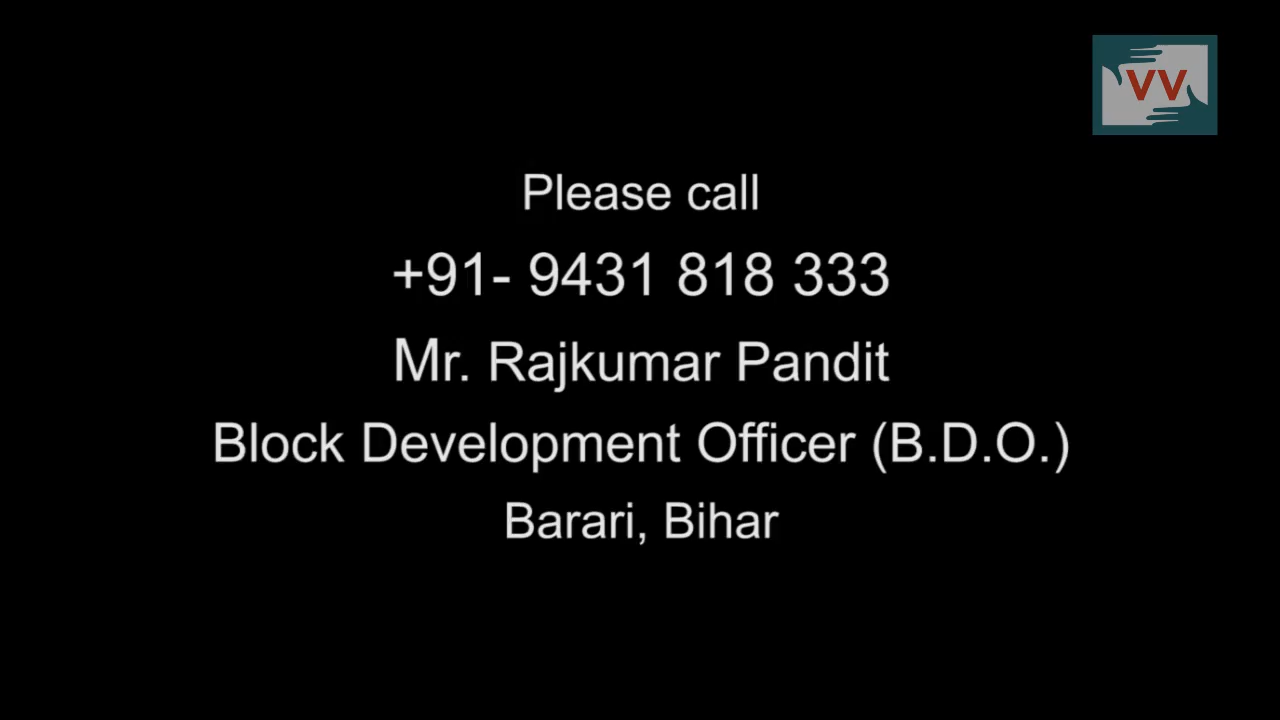 VV
Please call
+91- 9431 818 333
Mr. Rajkumar Pandit
Block Development Officer (B.D.O.)
Barari, Bihar